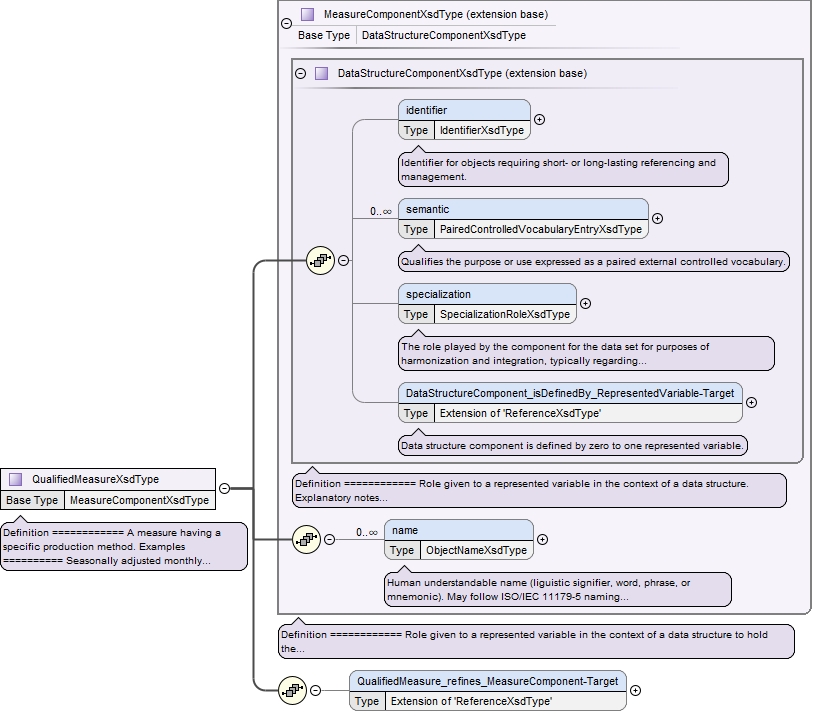 MeasureComponentXsdType (extension base)
Base Type DataStructureComponentXsdType
DataStructureComponentXsdType (extension base)
identifier
Type IdentifierXsdType
Identifier for objects requiring short- or long-lasting referencing and
management.
0..∞
semantic
Type PairedControlledVocabularyEntryXsdType
Qualifies the purpose or use expressed as a paired external controlled vocabulary.
specialization
Type SpecializationRoleXsdType
The role played by the component for the data set for purposes of
harmonization and integration, typically regarding...
DataStructureComponent_isDefinedBy_RepresentedVariable-Target
Type Extension of 'ReferenceXsdType'
Data structure component is defined by zero to one represented variable.
QualifiedMeasureXsdType
Base Type MeasureComponentXsdType
Definition ============ A measure having a
specific production method. Examples
========== Seasonally adjusted monthly...
Definition ============ Role given to a represented variable in the context of a data structure.
Explanatory notes...
0..∞
name
Type ObjectNameXsdType
Human understandable name (liguistic signifier, word, phrase, or
mnemonic). May follow ISO/IEC 11179-5 naming...
Definition ============ Role given to a represented variable in the context of a data structure to hold
the...
QualifiedMeasure_refines_MeasureComponent-Target
Type Extension of 'ReferenceXsdType'